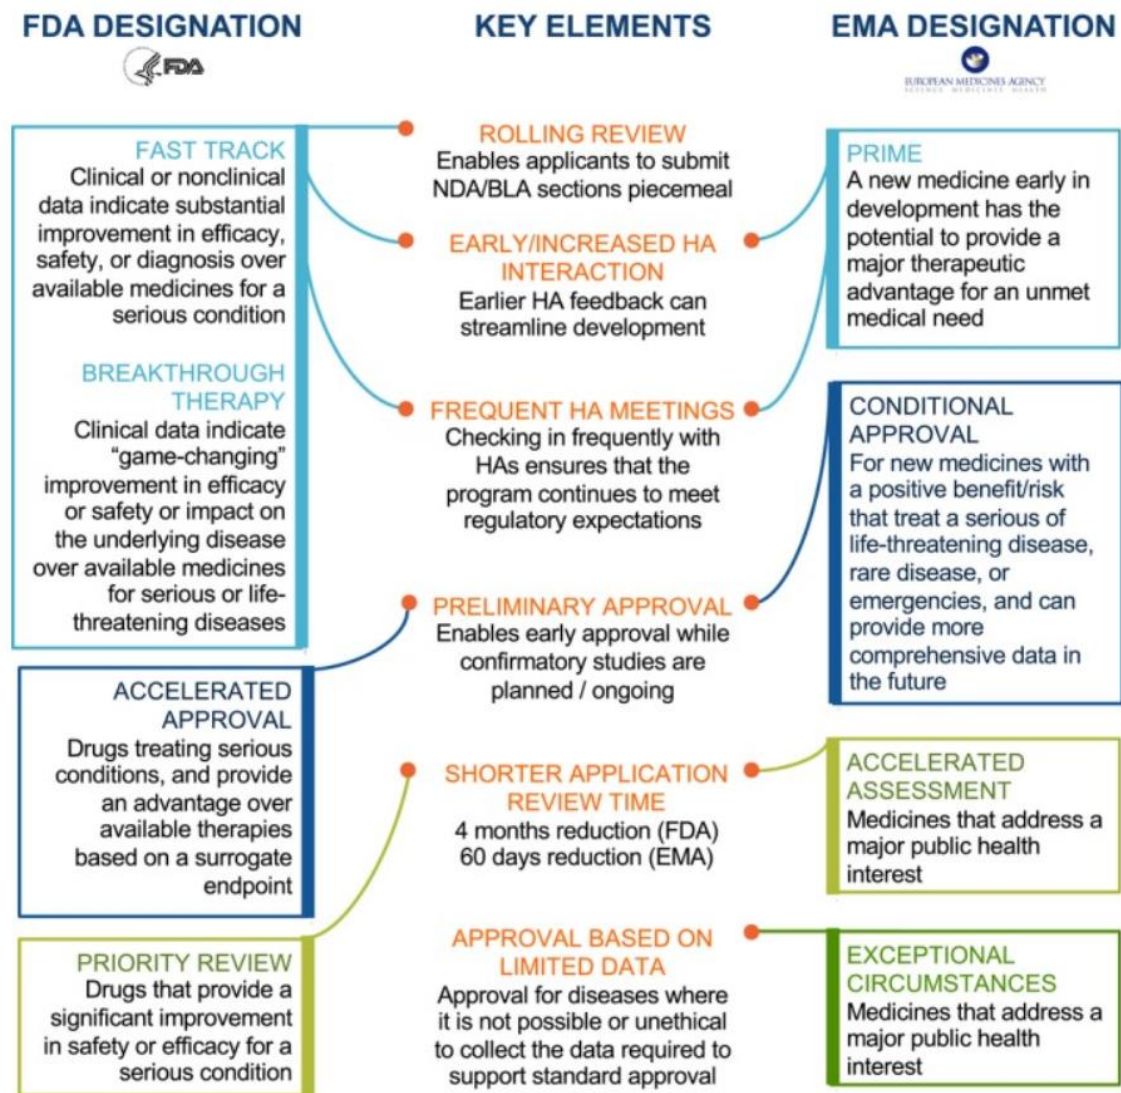 FDA DESIGNATION
FDA
FAST TRACK
Clinical or nonclinical
data indicate substantial
improvement in efficacy,
safety, or diagnosis over
available medicines for a
serious condition
BREAKTHROUGH
THERAPY
Clinical data indicate
“game-changing”
improvement in efficacy
or safety or impact on
the underlying disease
over available medicines
for serious or life-
threatening diseases
ACCELERATED
APPROVAL
Drugs treating serious
conditions, and provide
an advantage over
available therapies
based on a surrogate
endpoint
PRIORITY REVIEW
Drugs that provide a
significant improvement
in safety or efficacy for a
serious condition
KEY ELEMENTS
ROLLING REVIEW
Enables applicants to submit
NDA/BLA sections piecemeal
EARLY/INCREASED HA
INTERACTION
Earlier HA feedback can
streamline development
FREQUENT HA MEETINGS
Checking in frequently with
HAs ensures that the
program continues to meet
regulatory expectations
PRELIMINARY APPROVAL
Enables early approval while
confirmatory studies are
planned / ongoing
SHORTER APPLICATION
REVIEW TIME
4 months reduction (FDA)
60 days reduction (EMA)
APPROVAL BASED ON
LIMITED DATA
Approval for diseases where
it is not possible or unethical
to collect the data required to
support standard approval
EMA DESIGNATION
EUROPEAN MEDICINES AGENCY
SCIENCE MEDICINES HEALTH
PRIME
A new medicine early in
development has the
potential to provide a
major therapeutic
advantage for an unmet
medical need
CONDITIONAL
APPROVAL
For new medicines with
a positive benefit/risk
that treat a serious of
life-threatening disease,
rare disease, or
emergencies, and can
provide more
comprehensive data in
the future
ACCELERATED
ASSESSMENT
Medicines that address a
major public health
interest
EXCEPTIONAL
CIRCUMSTANCES
Medicines that address a
major public health
interest